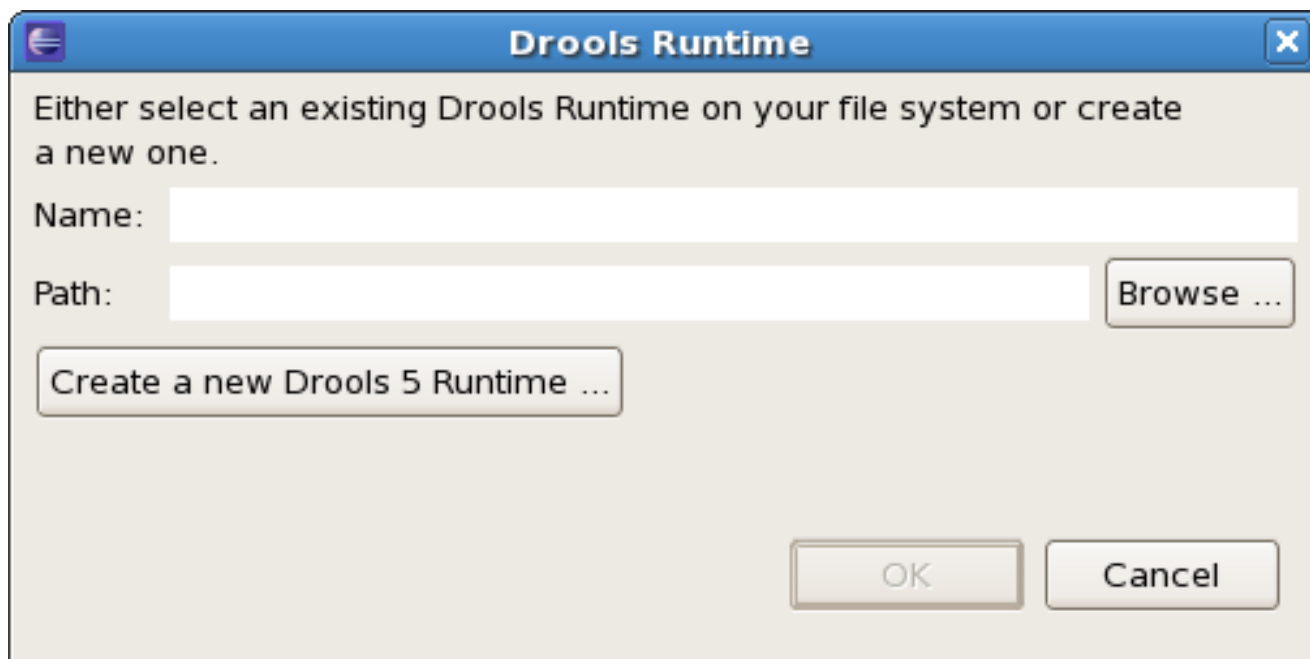 Drools Runtime
Either select an existing Drools Runtime on your file system or create
a new one.
Name:
Path:
Browse ...
Create a new Drools 5 Runtime ...
OK
Cancel